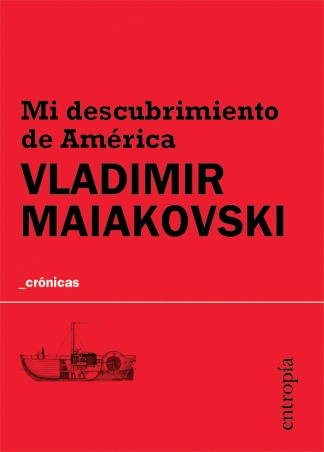 Mi descubrimiento
de América
VLADIMIR
MAIAKOVSKI
_crónicas
entropía